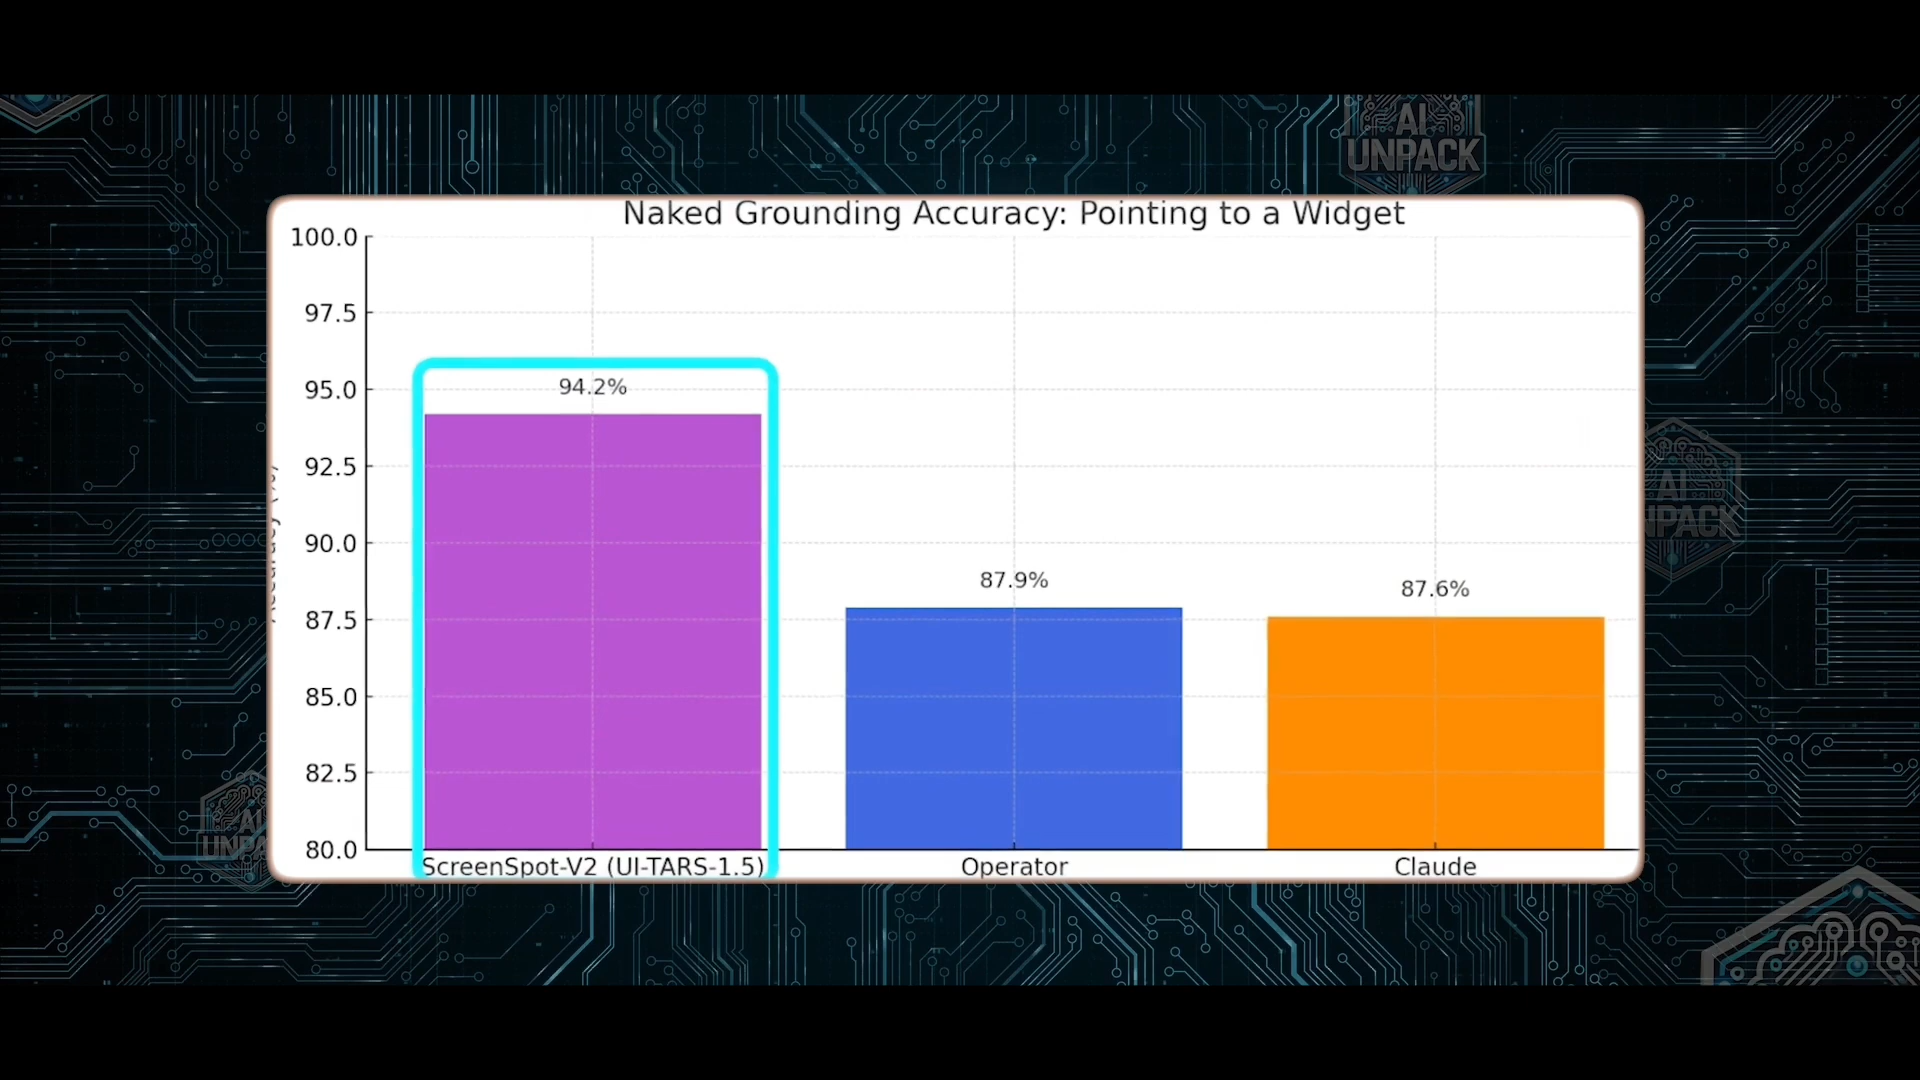 AI
UNPACK
Naked Grounding Accuracy: Pointing to a Widget
100.0
97.5
95.0
92.5
90.0
87.5
85.0
82.5
80.0
94.2%
87.9%
87.6%
ScreenSpot-V2 (UI-TARS-1.5)
Operator
Claude
AI
AI